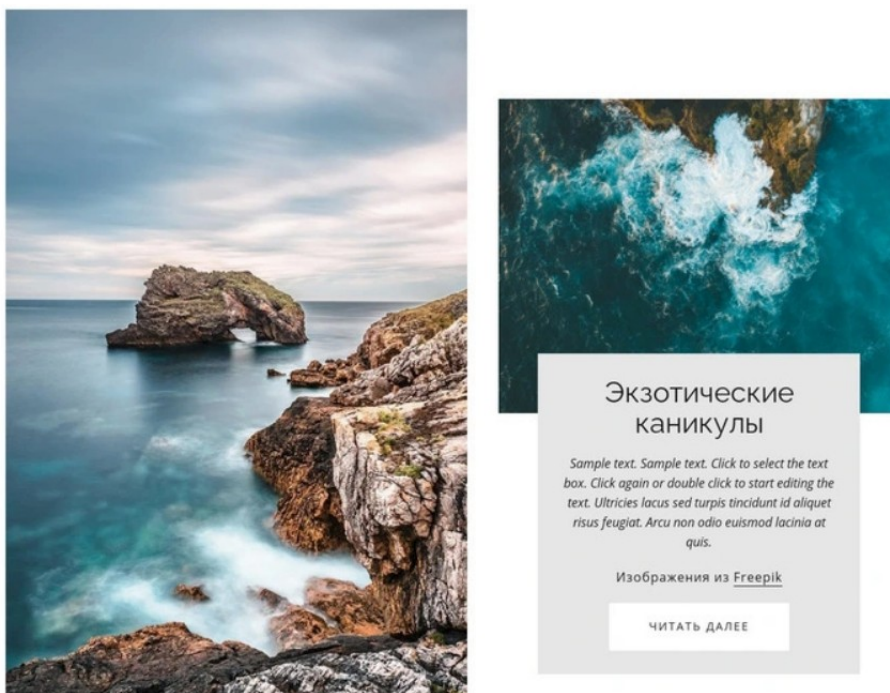 Экзотические
каникулы
Sample text. Sample text. Click to select the text
box. Click again or double click to start editing the
text. Ultricies lacus sed turpis tincidunt id aliquet
risus feugiat. Arcu non odio euismod lacinia at
quis.
Изображения из Freepik
ЧИТАТЬ ДАЛЕЕ